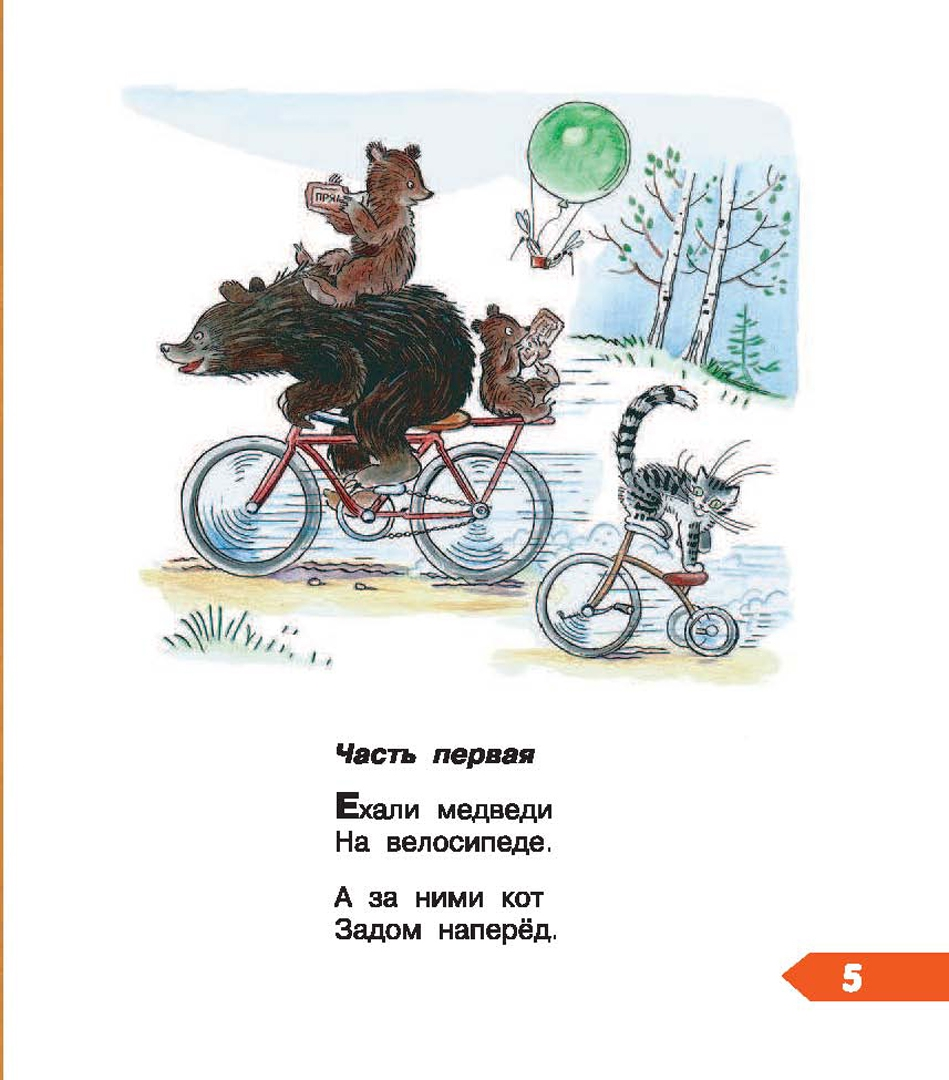 Часть первая
Ехали медведи
На велосипеде.
А за ними кот
Задом наперёд.
5